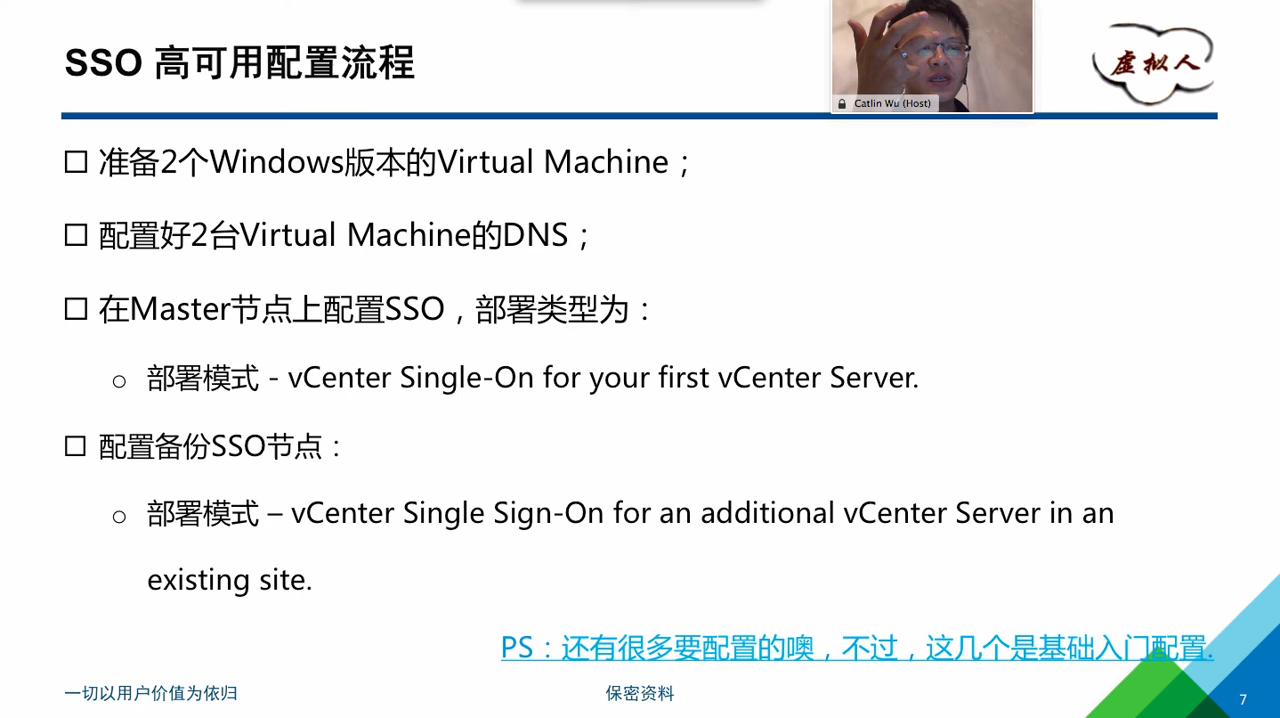 SSO 高可用配置流程
Catlin Wu (Host)
虚拟人
□ 准备2个Windows版本的Virtual Machine；
□ 配置好2台Virtual Machine的DNS；
□ 在Master节点上配置SSO，部署类型为：
○ 部署模式 - vCenter Single-On for your first vCenter Server.
□ 配置备份SSO节点：
○ 部署模式 – vCenter Single Sign-On for an additional vCenter Server in an
existing site.
PS：还有很多要配置的噢，不过，这几个是基础入门配置.
一切以用户价值为依归
保密资料
7